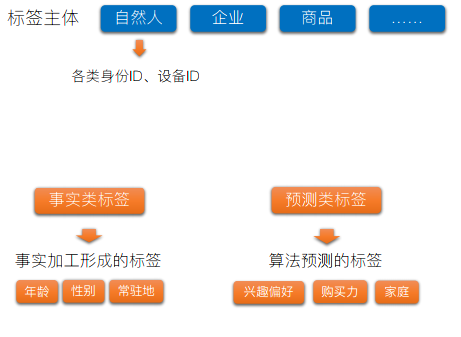 标签主体 自然人 企业 商品 ……
各类身份ID、设备ID
事实类标签 预测类标签
事实加工形成的标签 算法预测的标签
年龄 性别 常驻地 兴趣偏好 购买力 家庭